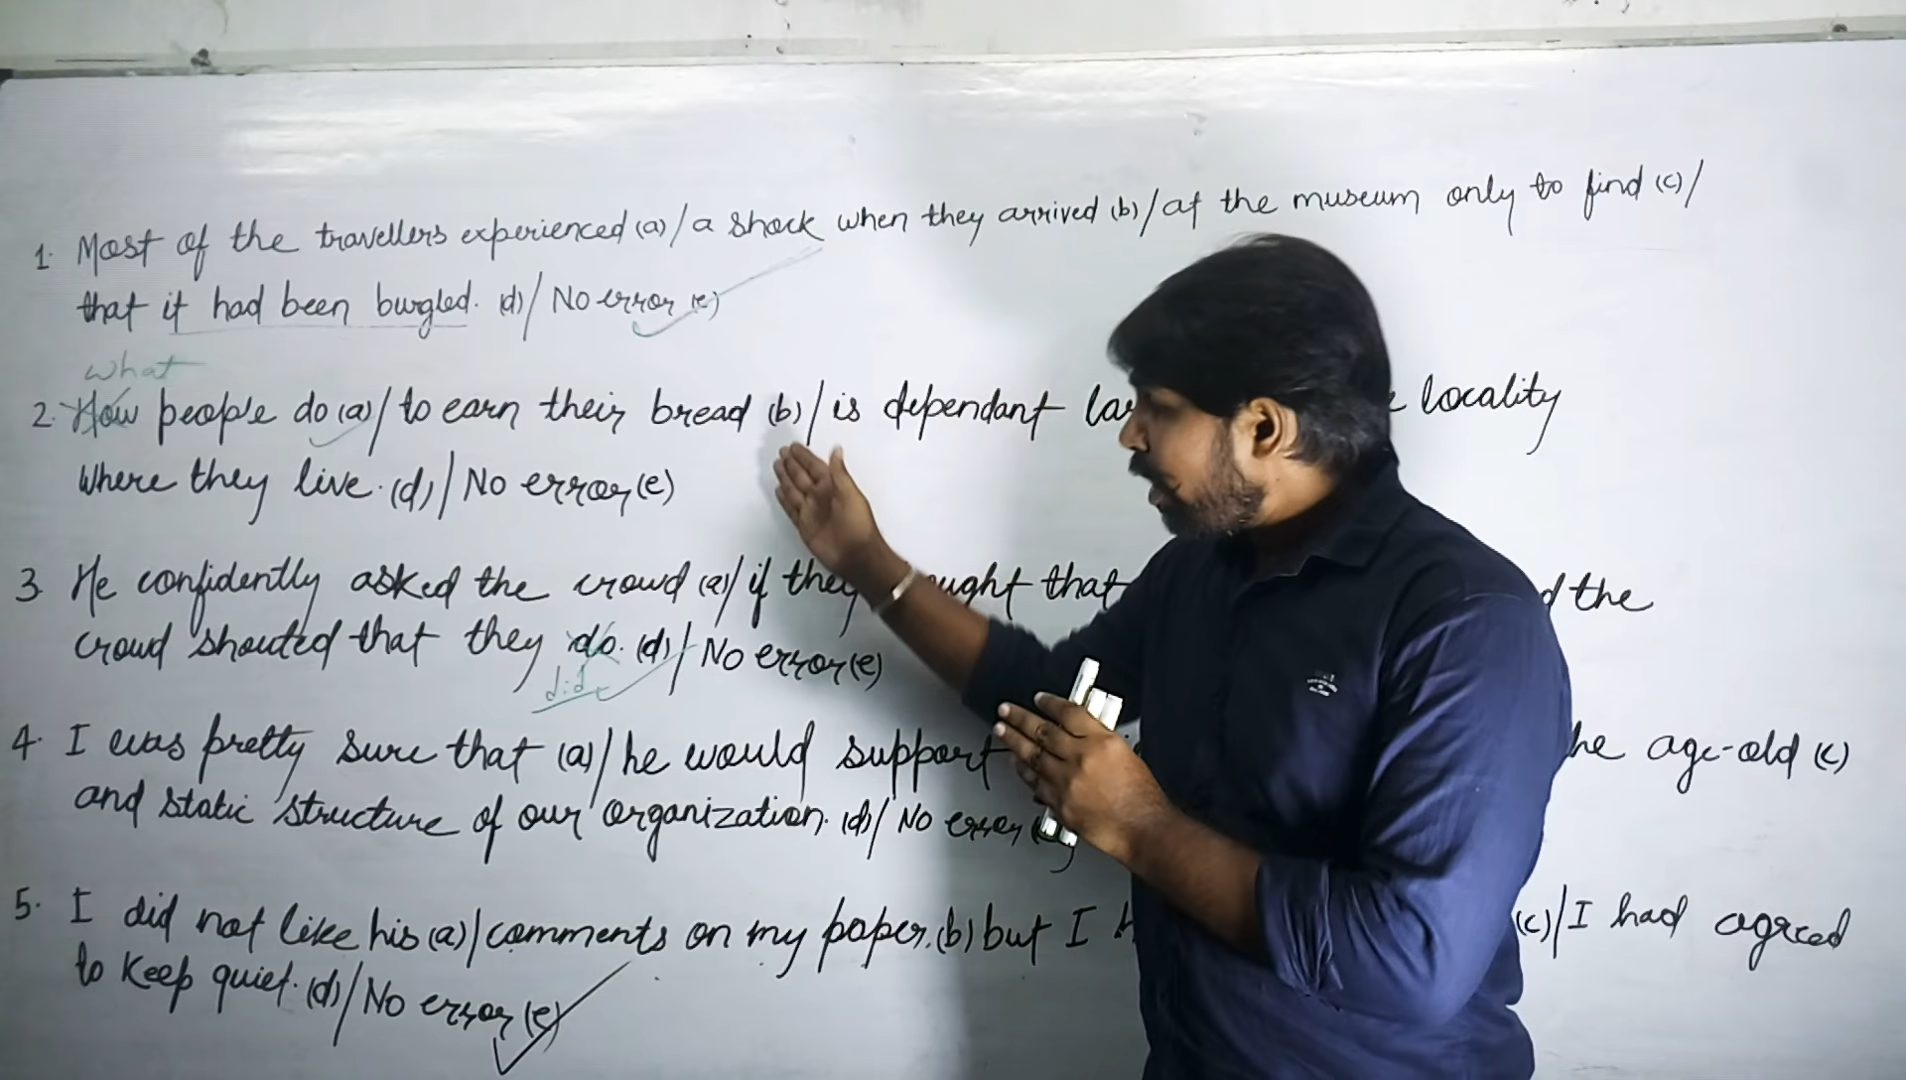 1. Most of the travellers experienced (a)/ a shock when they arrived (b)/ at the museum only to find (c)/
that it had been burgled. (d)/ No error (e)
what
2. How people do (a)/ to earn their bread (b)/ is dependant locality
where they live. (d)/ No error (e)
3. He confidently asked the crowd (a)/ if they that the
crowd shouted that they do. (d)/ No error (e)
did
4. I was pretty sure that (a)/ he would support age-old (c)
and static structure of our organization. (d)/ No error
5. I did not like his (a)/ comments on my paper. (b) but I (c)/ I had agreed
to keep quiet. (d)/ No error (e)